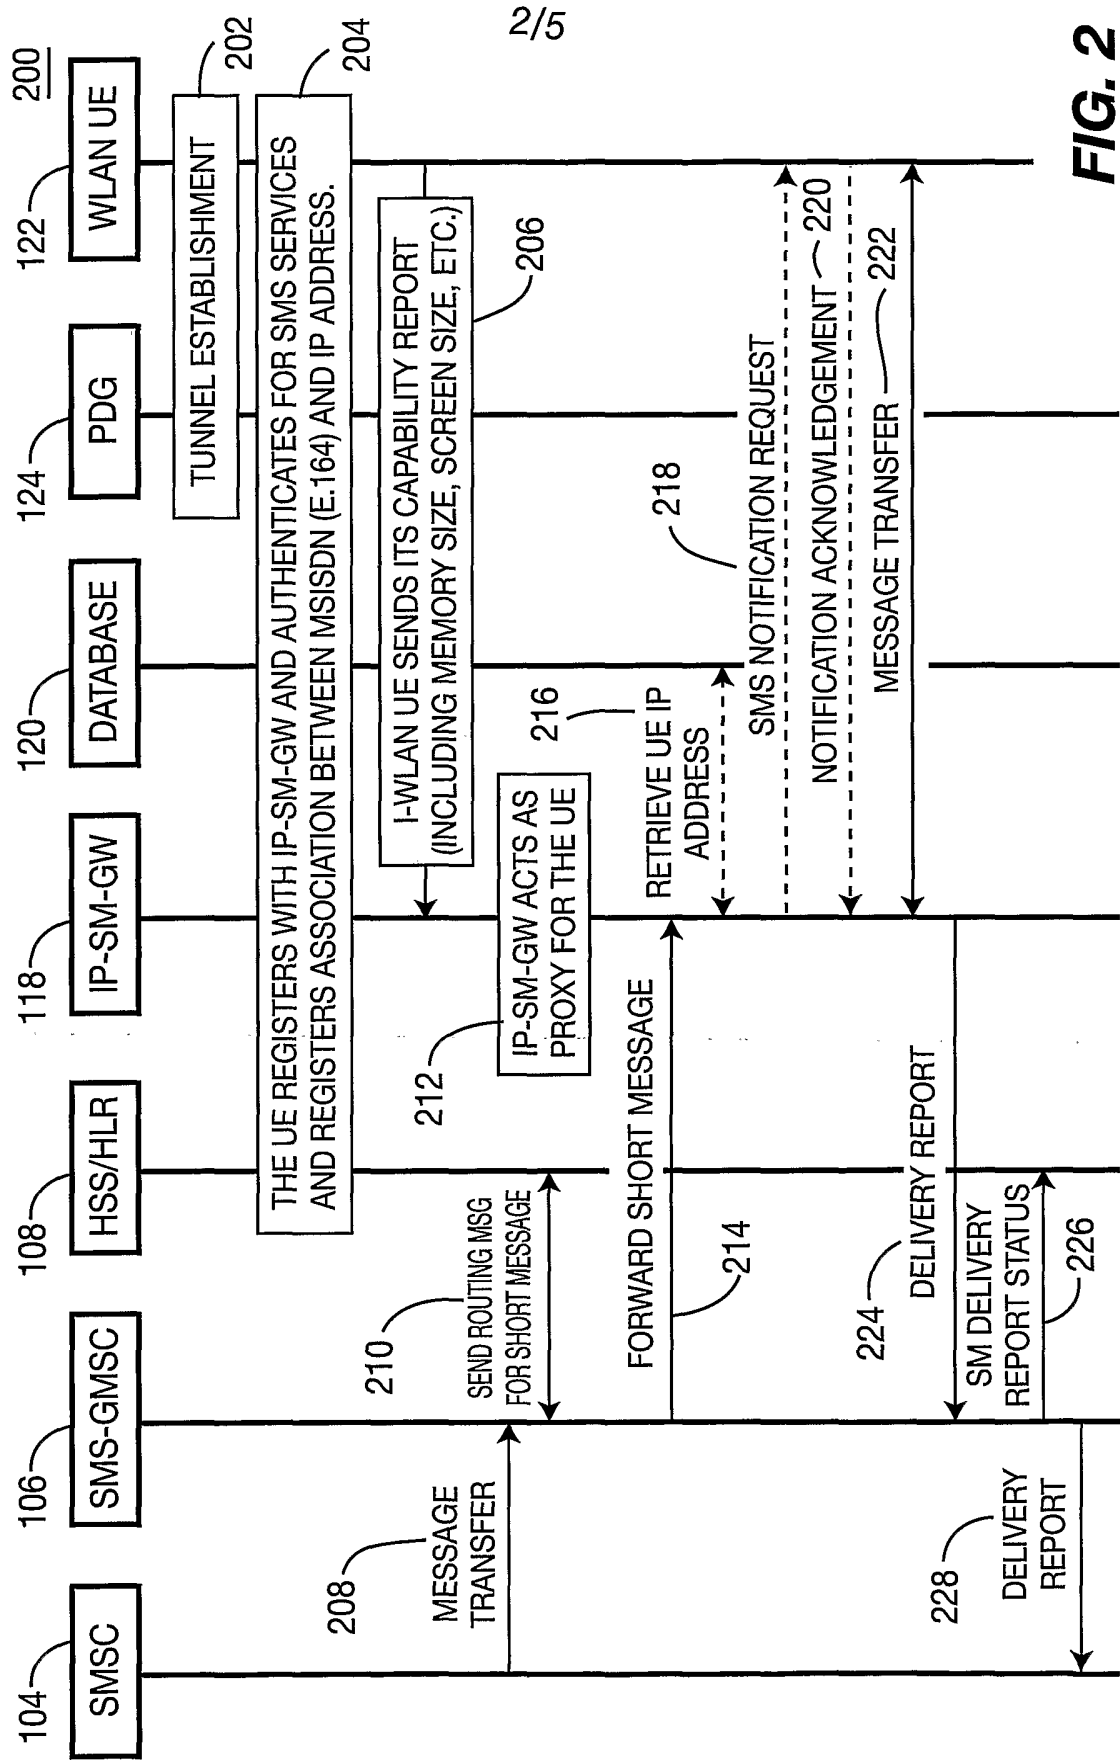 2/5
200
104
SMSC
106
SMS-GMSC
108
HSS/HLR
118
IP-SM-GW
120
DATABASE
124
PDG
122
WLAN UE
TUNNEL ESTABLISHMENT
202
THE UE REGISTERS WITH IP-SM-GW AND AUTHENTICATES FOR SMS SERVICES
AND REGISTERS ASSOCIATION BETWEEN MSISDN (E.164) AND IP ADDRESS.
204
I-WLAN UE SENDS ITS CAPABILITY REPORT
(INCLUDING MEMORY SIZE, SCREEN SIZE, ETC.)
206
208
MESSAGE
TRANSFER
210
SEND ROUTING MSG
FOR SHORT MESSAGE
212
IP-SM-GW ACTS AS
PROXY FOR THE UE
FORWARD SHORT MESSAGE
214
216
RETRIEVE UE IP
ADDRESS
218
SMS NOTIFICATION REQUEST
NOTIFICATION ACKNOWLEDGEMENT
220
MESSAGE TRANSFER
222
224
DELIVERY REPORT
SM DELIVERY
REPORT STATUS
226
228
DELIVERY
REPORT
FIG. 2